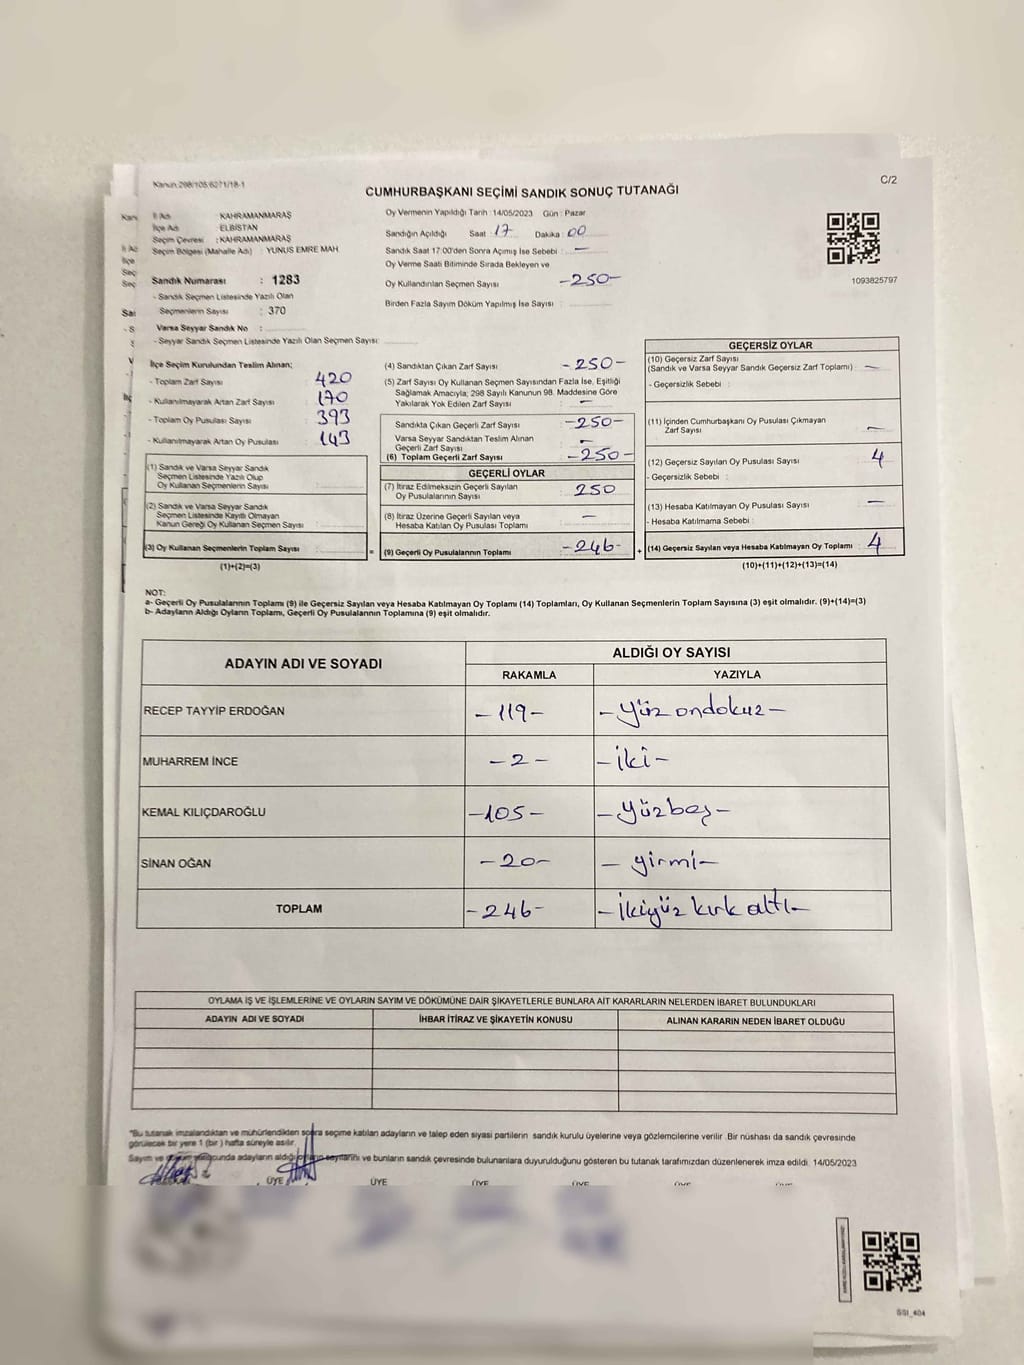 Kanun 298/105 6271/18-1
C/2
CUMHURBAŞKANI SEÇİMİ SANDIK SONUÇ TUTANAĞI
İl Adı : KAHRAMANMARAŞ
İlçe Adı : ELBİSTAN
Seçim Çevresi : KAHRAMANMARAŞ
Seçim Bölgesi (Mahalle Adı) : YUNUS EMRE MAH
Sandık Numarası : 1283
- Sandık Seçmen Listesinde Yazılı Olan
Seçmenlerin Sayısı : 370
Varsa Seyyar Sandık No :
- Seyyar Sandık Listesinde Yazılı Olan Seçmen Sayısı
Oy Vermenin Yapıldığı Tarih : 14/05/2023 Gün : Pazar
Sandığın Açıldığı Saat : 17 Dakika : 00
Sandık Saat 17:00'den Sonra Açımış İse Sebebi : —
Oy Verme Saati Bitiminde Sırada Bekleyen ve
Oy Kullandırılan Seçmen Sayısı -250-
Birden Fazla Sayım Döküm Yapılmış İse Sayısı :
1093825797
İlçe Seçim Kurulundan Teslim Alınan;
- Toplam Zarf Sayısı 420
- Kullanılmayarak Artan Zarf Sayısı 170
- Toplam Oy Pusulası Sayısı 393
- Kullanılmayarak Artan Oy Pusulası 143
(1) Sandık ve Varsa Seyyar Sandık
Seçmen Listesinde Yazılı Olup
Oy Kullanan Seçmenlerin Sayısı :
(2) Sandık ve Varsa Seyyar Sandık
Seçmen Listesinde Kayıtlı Olmayan
Kanun Gereği Oy Kullanan Seçmen Sayısı :
(3) Oy Kullanan Seçmenlerin Toplam Sayısı =
(1)+(2)=(3)
(4) Sandıktan Çıkan Zarf Sayısı -250-
(5) Zarf Sayısı Oy Kullanan Seçmen Sayısından Fazla İse, Eşitliği
Sağlamak Amacıyla; 298 Sayılı Kanunun 98. Maddesine Göre
Yakılarak Yok Edilen Zarf Sayısı : —
Sandıkta Çıkan Geçerli Zarf Sayısı -250-
Varsa Seyyar Sandıktan Teslim Alınan
Geçerli Zarf Sayısı : —
(6) Toplam Geçerli Zarf Sayısı -250-
GEÇERLİ OYLAR
(7) İtiraz Edilmeksizin Geçerli Sayılan
Oy Pusulalarının Sayısı 250
(8) İtiraz Üzerine Geçerli Sayılan veya
Hesaba Katılan Oy Pusulası Toplamı —
(9) Geçerli Oy Pusulalarının Toplamı -246- +
GEÇERSİZ OYLAR
(10) Geçersiz Zarf Sayısı
(Sandık ve Varsa Seyyar Sandık Geçersiz Zarf Toplamı) : —
- Geçersizlik Sebebi :
(11) İçinden Cumhurbaşkanı Oy Pusulası Çıkmayan
Zarf Sayısı —
(12) Geçersiz Sayılan Oy Pusulası Sayısı 4
- Geçersizlik Sebebi :
(13) Hesaba Katılmayan Oy Pusulası Sayısı —
- Hesaba Katılmama Sebebi :
(14) Geçersiz Sayılan veya Hesaba Katılmayan Oy Toplamı : 4
(10)+(11)+(12)+(13)=(14)
NOT:
a- Geçerli Oy Pusulalarının Toplamı (9) ile Geçersiz Sayılan veya Hesaba Katılmayan Oy Toplamı (14) Toplamları, Oy Kullanan Seçmenlerin Toplam Sayısına (3) eşit olmalıdır. (9)+(14)=(3)
b- Adayların Aldığı Oyların Toplamı, Geçerli Oy Pusulalarının Toplamına (9) eşit olmalıdır.
ADAYIN ADI VE SOYADI ALDIĞI OY SAYISI
RAKAMLA YAZIYLA
RECEP TAYYİP ERDOĞAN -119- -yüz ondokuz-
MUHARREM İNCE -2- -iki-
KEMAL KILIÇDAROĞLU -105- -yüzbeş-
SİNAN OĞAN -20- -yirmi-
TOPLAM -246- -İkiyüz kırk altı-
OYLAMA İŞ VE İŞLEMLERİNE VE OYLARIN SAYIM VE DÖKÜMÜNE DAİR ŞİKAYETLERLE BUNLARA AİT KARARLARIN NELERDEN İBARET BULUNDUKLARI
ADAYIN ADI VE SOYADI İHBAR İTİRAZ VE ŞİKAYETİN KONUSU ALINAN KARARIN NEDEN İBARET OLDUĞU
"Bu tutanak imzalandıktan ve mühürlendikten sonra seçime katılan adayların ve talep eden siyasi partilerin sandık kurulu üyelerine veya gözlemcilerine verilir .Bir nüshası da sandık çevresinde
görülecek bir yere 1 (bir ) hafta süreyle asılır.
Sayım ve adayların aldığı oyların sayılarını ve bunların sandık çevresinde bulunanlara duyurulduğunu gösteren bu tutanak tarafımızdan düzenlenerek imza edildi. 14/05/2023
ÜYE ÜYE ÜYE ÜYE
SSI_404